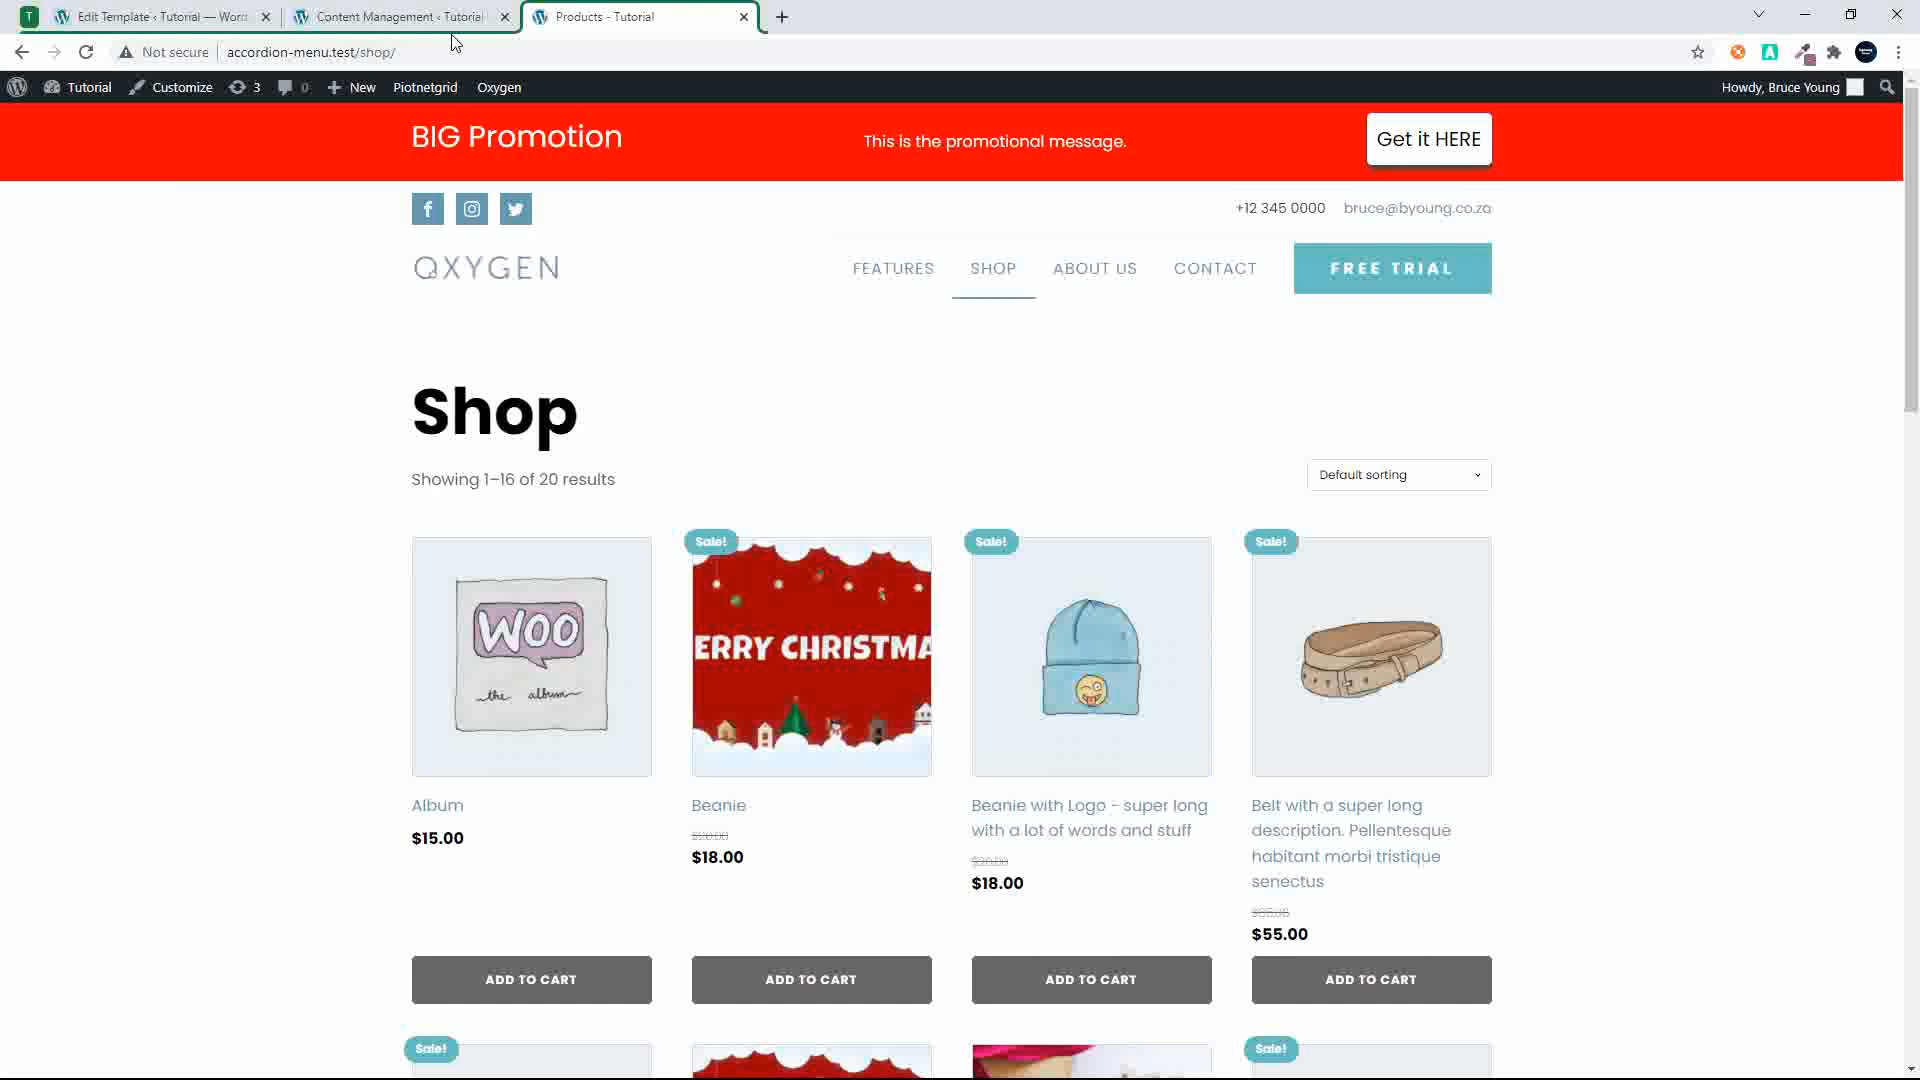 T
Edit Template ‹ Tutorial — Word
Content Management ‹ Tutorial
Products - Tutorial
Not secure
accordion-menu.test/shop/
Tutorial
Customize
3
0
New
Piotnetgrid
Oxygen
Howdy, Bruce Young
BIG Promotion
This is the promotional message.
Get it HERE
+12 345 0000
bruce@byoung.co.za
OXYGEN
FEATURES
SHOP
ABOUT US
CONTACT
FREE TRIAL
Shop
Showing 1–16 of 20 results
Default sorting
Sale!
Sale!
Sale!
WOO
the album
ERRY CHRISTMA
Album
Beanie
Beanie with Logo - super long
with a lot of words and stuff
Belt with a super long
description. Pellentesque
habitant morbi tristique
senectus
$15.00
$20.00
$18.00
$20.00
$18.00
$55.00
ADD TO CART
ADD TO CART
ADD TO CART
ADD TO CART
Sale!
Sale!